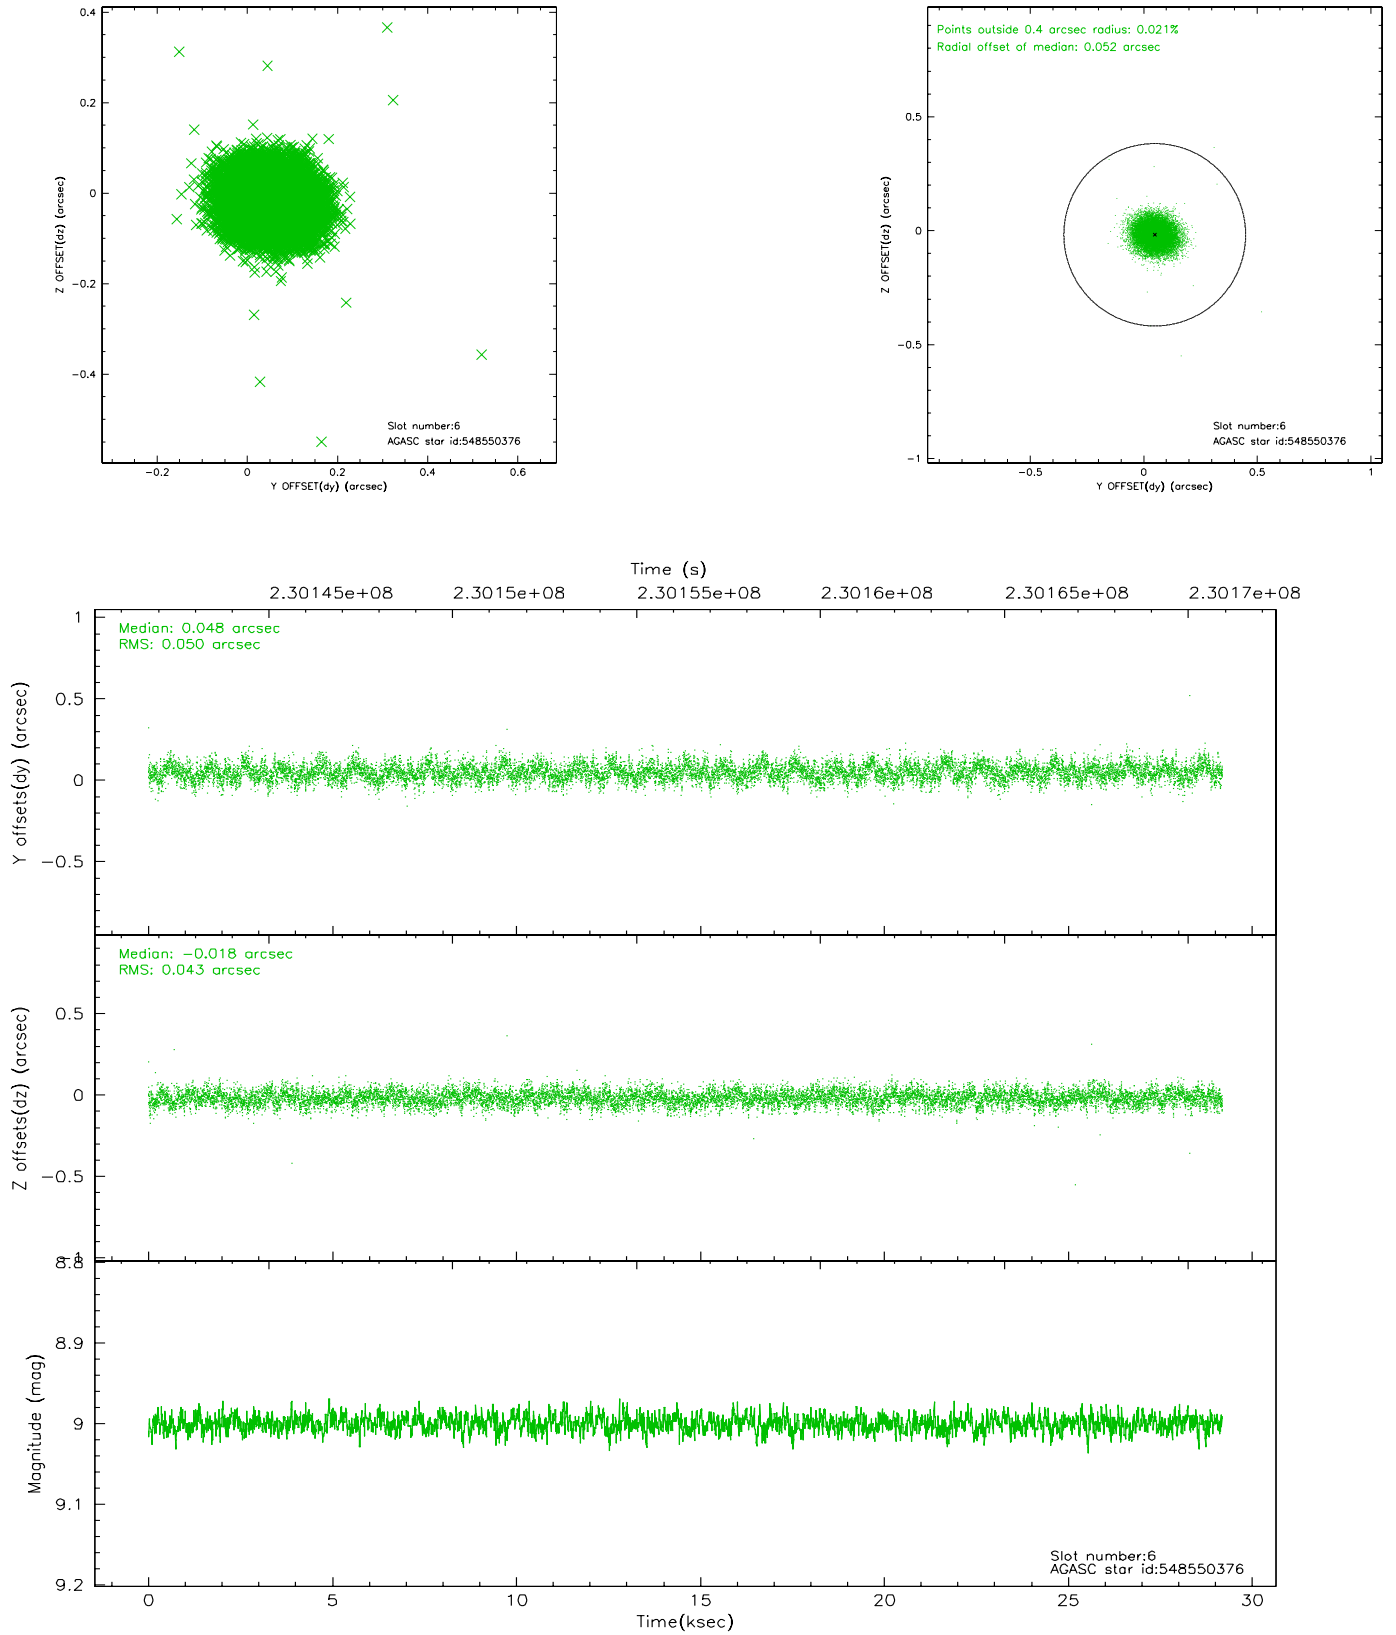 0.4
0.2
0
−0.2
−0.4
Z OFFSET(dz) (arcsec)
Slot number:6
AGASC star id:548550376
−0.2
0
0.2
0.4
0.6
Y OFFSET(dy) (arcsec)
Points outside 0.4 arcsec radius: 0.021%
Radial offset of median: 0.052 arcsec
0.5
0
−0.5
−1
Z OFFSET(dz) (arcsec)
Slot number:6
AGASC star id:548550376
−0.5
0
0.5
1
Y OFFSET(dy) (arcsec)
Time (s)
2.30145e+08
2.3015e+08
2.30155e+08
2.3016e+08
2.30165e+08
2.3017e+08
Median: 0.048 arcsec
RMS: 0.050 arcsec
1
0.5
0
−0.5
Y offsets(dy) (arcsec)
Median: −0.018 arcsec
RMS: 0.043 arcsec
0.5
0
−0.5
−1
Z offsets(dz) (arcsec)
8.8
8.9
9
9.1
9.2
Magnitude (mag)
Slot number:6
AGASC star id:548550376
0
5
10
15
20
25
30
Time(ksec)